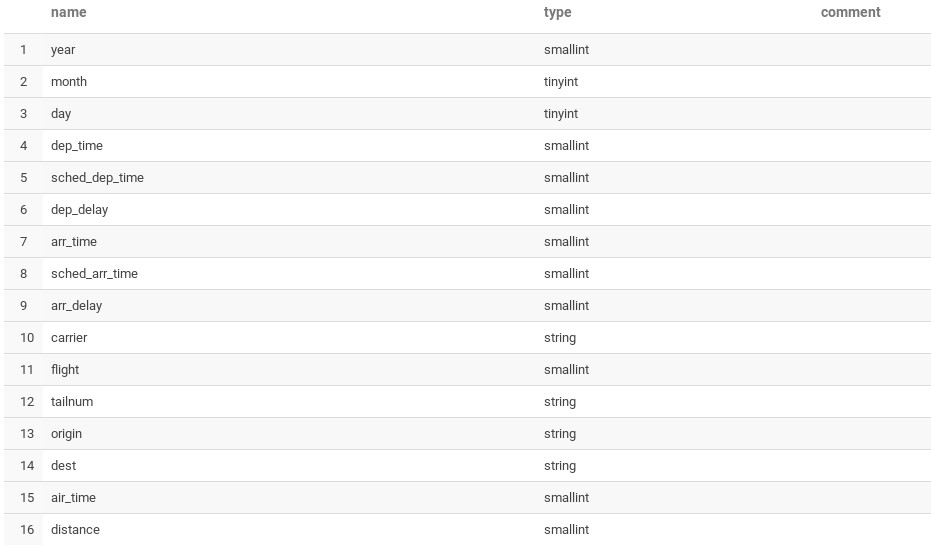 name type comment
1 year smallint
2 month tinyint
3 day tinyint
4 dep_time smallint
5 sched_dep_time smallint
6 dep_delay smallint
7 arr_time smallint
8 sched_arr_time smallint
9 arr_delay smallint
10 carrier string
11 flight smallint
12 tailnum string
13 origin string
14 dest string
15 air_time smallint
16 distance smallint